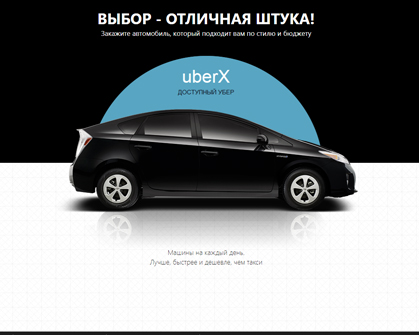 ВЫБОР - ОТЛИЧНАЯ ШТУКА!
Закажите автомобиль, который подходит вам по стилю и бюджету
uberX
ДОСТУПНЫЙ УБЕР
Машины на каждый день.
Лучше, быстрее и дешевле, чем такси